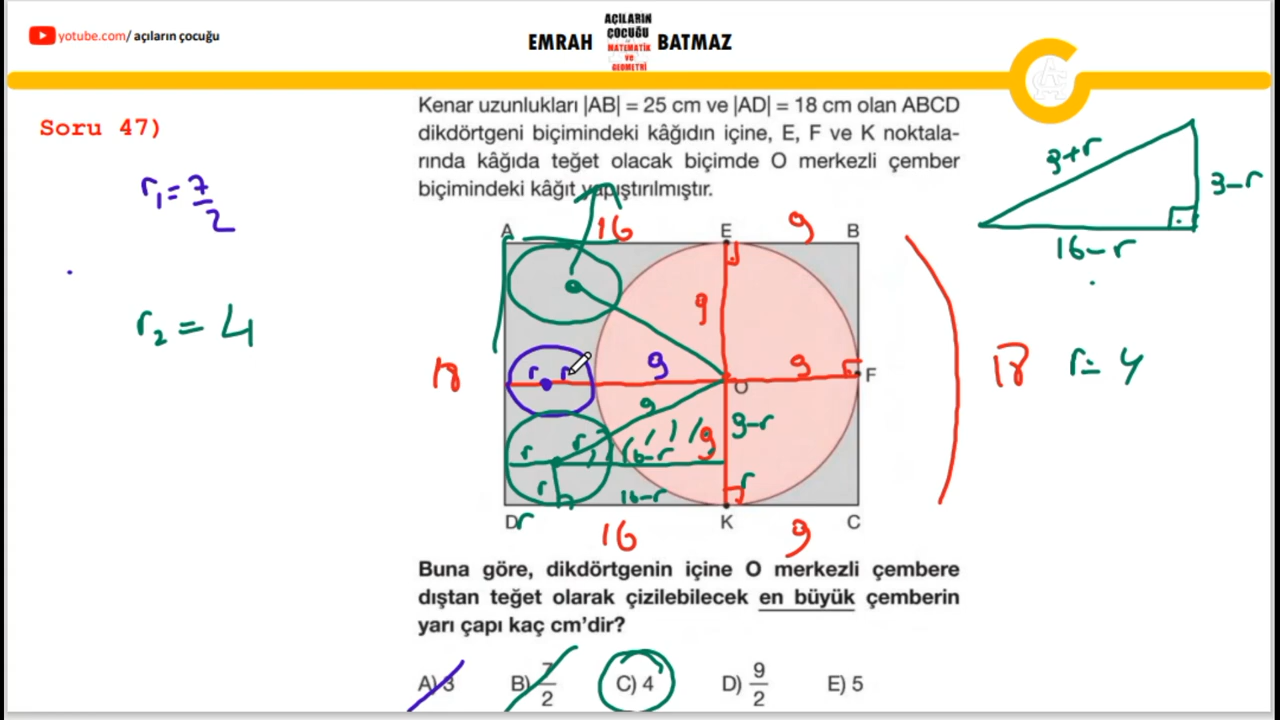 yotube.com/ açıların çocuğu
EMRAH AÇILARIN ÇOCUĞU MATEMATİK ve GEOMETRİ BATMAZ
Soru 47)
Kenar uzunlukları |AB| = 25 cm ve |AD| = 18 cm olan ABCD
dikdörtgeni biçimindeki kâğıdın içine, E, F ve K noktala-
rında kâğıda teğet olacak biçimde O merkezli çember
biçimindeki kâğıt yapıştırılmıştır.
r₁ = 7/2
r₂ = 4
A 16 E 9 B
9
r r 9 9 F
O
18
9 9-r
r r 16-r 9
r 16-r r
D r 16 K 9 C
9+r
9-r
16-r
18 r = 4
Buna göre, dikdörtgenin içine O merkezli çembere
dıştan teğet olarak çizilebilecek en büyük çemberin
yarı çapı kaç cm'dir?
A) 3 B) 7/2 C) 4 D) 9/2 E) 5